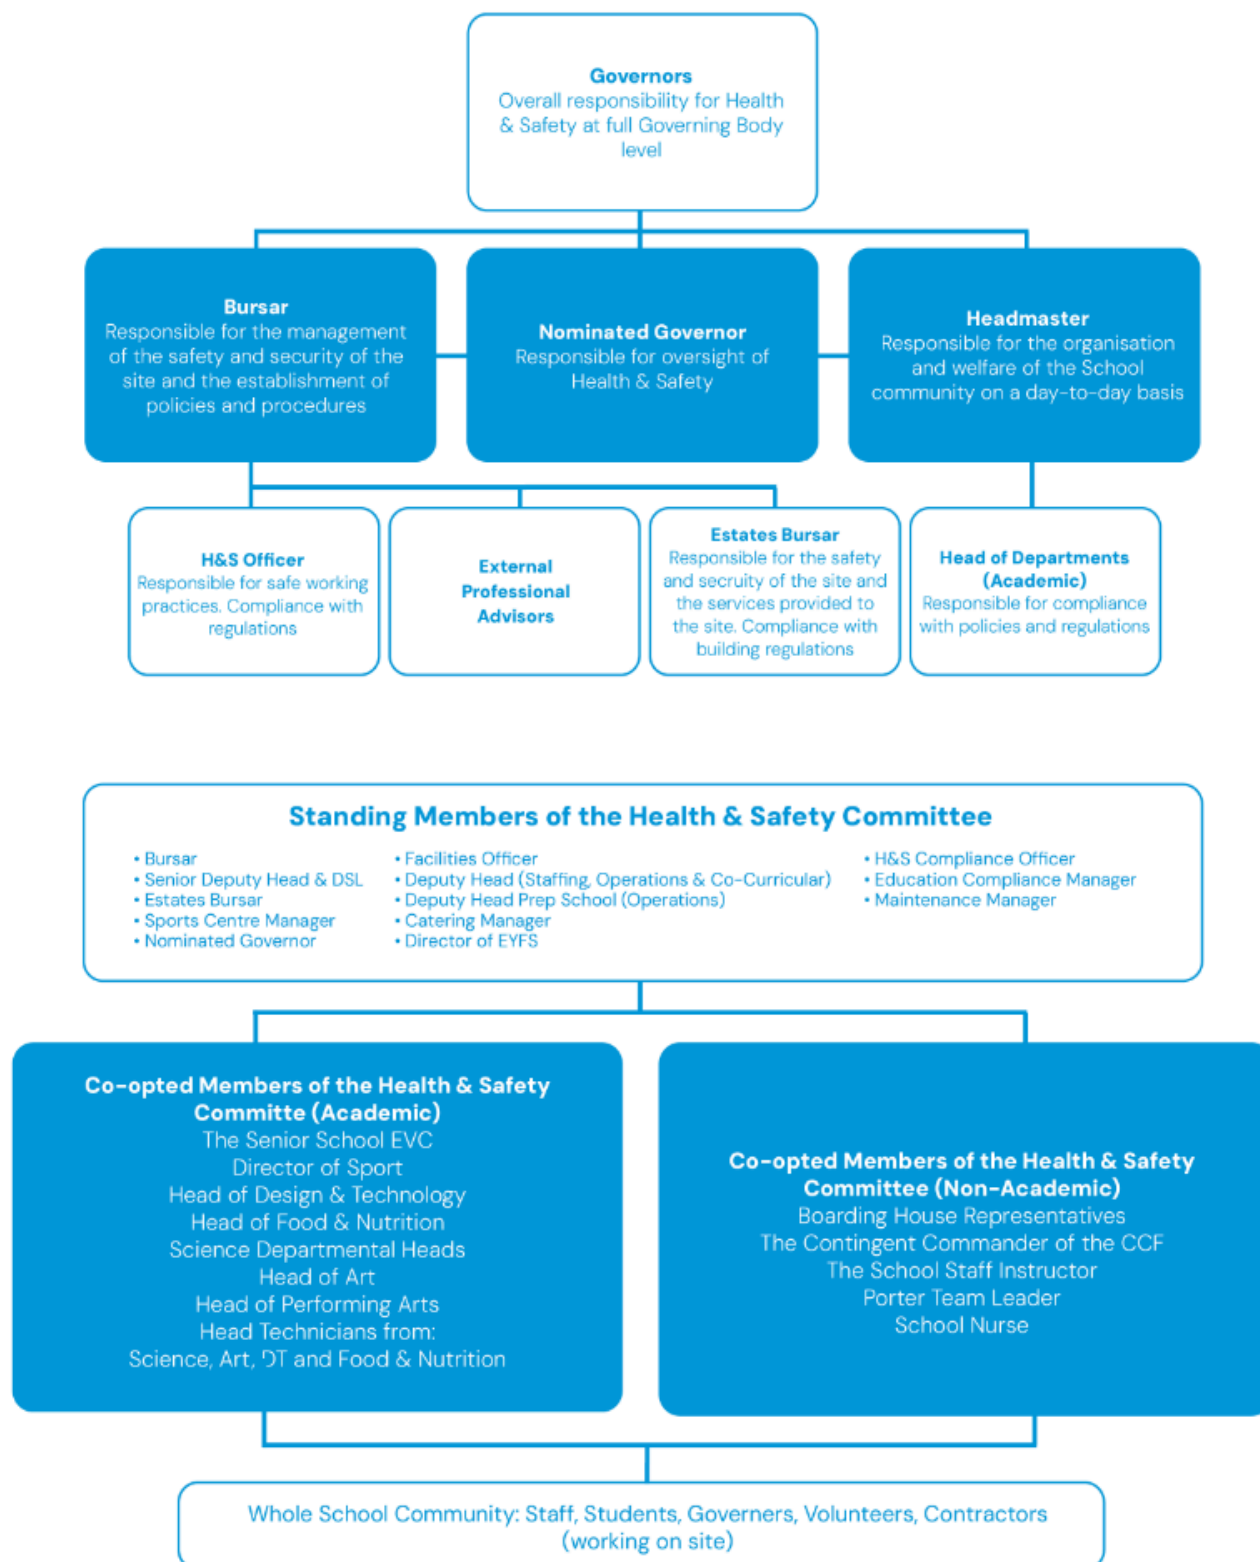 Governors
Overall responsibility for Health
& Safety at full Governing Body
level
Bursar
Responsible for the management
of the safety and security of the
site and the establishment of
policies and procedures
Nominated Governor
Responsible for oversight of
Health & Safety
Headmaster
Responsible for the organisation
and welfare of the School
community on a day-to-day basis
H&S Officer
Responsible for safe working
practices. Compliance with
regulations
External
Professional
Advisors
Estates Bursar
Responsible for the safety
and secruity of the site and
the services provided to
the site. Compliance with
building regulations
Head of Departments
(Academic)
Responsible for compliance
with policies and regulations
Standing Members of the Health & Safety Committee
• Bursar
• Senior Deputy Head & DSL
• Estates Bursar
• Sports Centre Manager
• Nominated Governor
• Facilities Officer
• Deputy Head (Staffing, Operations & Co-Curricular)
• Deputy Head Prep School (Operations)
• Catering Manager
• Director of EYFS
• H&S Compliance Officer
• Education Compliance Manager
• Maintenance Manager
Co-opted Members of the Health & Safety
Committe (Academic)
The Senior School EVC
Director of Sport
Head of Design & Technology
Head of Food & Nutrition
Science Departmental Heads
Head of Art
Head of Performing Arts
Head Technicians from:
Science, Art, DT and Food & Nutrition
Co-opted Members of the Health & Safety
Committee (Non-Academic)
Boarding House Representatives
The Contingent Commander of the CCF
The School Staff Instructor
Porter Team Leader
School Nurse
Whole School Community: Staff, Students, Governers, Volunteers, Contractors
(working on site)